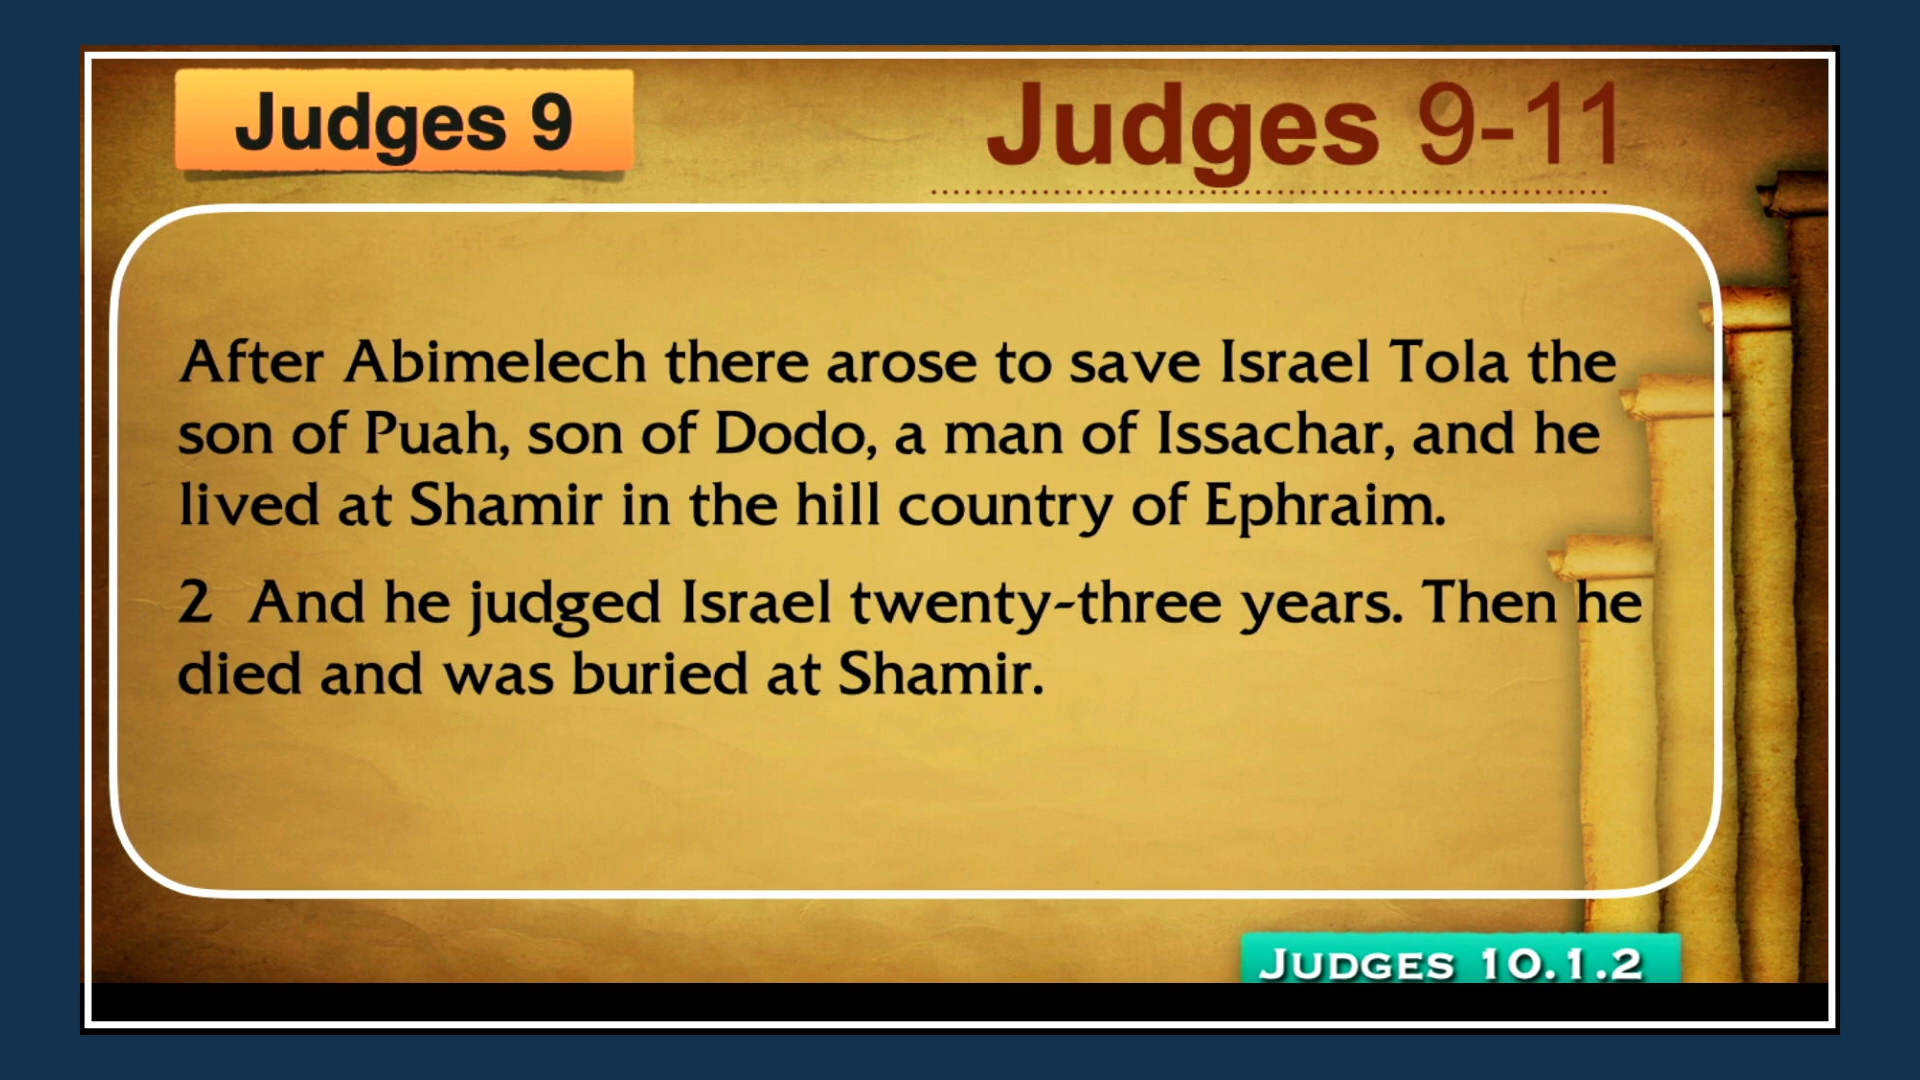 Judges 9
Judges 9-11
After Abimelech there arose to save Israel Tola the
son of Puah, son of Dodo, a man of Issachar, and he
lived at Shamir in the hill country of Ephraim.
2 And he judged Israel twenty-three years. Then he
died and was buried at Shamir.
Judges 10.1.2